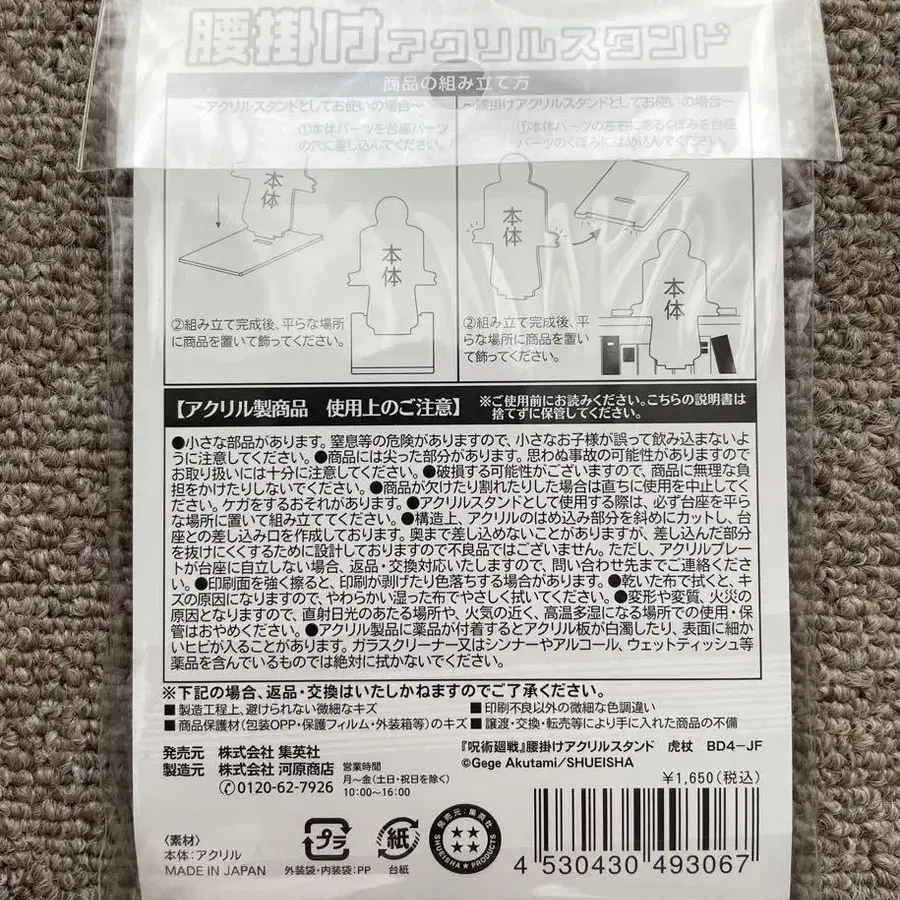 腰掛けアクリルスタンド
商品の組み立て方
～アクリルスタンドとしてお使いの場合～
①本体パーツを台座パーツ
の穴に差し込んでください。
本体
本体
②組み立て完成後、平らな場所
に商品を置いて飾ってください。
～腰掛けアクリルスタンドとしてお使いの場合～
①本体パーツの左右にあるくぼみを台座
パーツのくぼみにはめ込んでください。
本体
本体
②組み立て完成後、平
らな場所に商品を置い
て飾ってください。
【アクリル製商品　使用上のご注意】
※ご使用前にお読みください。こちらの説明書は
捨てずに保管してください。
●小さな部品があります。窒息等の危険がありますので、小さなお子様が誤って飲み込まないよ
うに注意してください。●商品には尖った部分があります。思わぬ事故の可能性がありますので
お取り扱いには十分に注意してください。●破損する可能性がございますので、商品に無理な負
担をかけたりしないでください。●商品が欠けたり割れたりした場合は直ちに使用を中止してく
ださい。ケガをするおそれがあります。●アクリルスタンドとして使用する際は、必ず台座を平ら
な場所に置いて組み立ててください。●構造上、アクリルのはめ込み部分を斜めにカットし、台
座との差し込み口を作成しております。奥まで差し込めないことがありますが、差し込んだ部分
を抜けにくくするために設計しておりますので不良品ではございません。ただし、アクリルプレー
トが台座に自立しない場合、返品・交換対応いたしますので、問い合わせ先までご連絡くださ
い。●印刷面を強く擦ると、印刷が剥げたり色落ちする場合があります。●乾いた布で拭くと、キ
ズの原因になりますので、やわらかい湿った布でやさしく拭いてください。●変形や変質、火災の
原因となりますので、直射日光のあたる場所や、火気の近く、高温多湿になる場所での使用・保
管はおやめください。●アクリル製品に薬品が付着するとアクリル板が白濁したり、表面に細か
いヒビが入ることがあります。ガラスクリーナー又はシンナーやアルコール、ウェットティッシュ等
薬品を含んでいるものでは絶対に拭かないでください。
※下記の場合、返品・交換はいたしかねますのでご了承ください。
■製造工程上、避けられない微細なキズ　■印刷不良以外の微細な色調違い
■商品保護材(包装OPP・保護フィルム・外装箱等)のキズ　■譲渡・交換・転売等により手に入れた商品の不備
発売元　株式会社 集英社
製造元　株式会社 河原商店
0120-62-7926
営業時間
月～金(土日・祝日を除く)
10:00～16:00
『呪術廻戦』腰掛けアクリルスタンド　虎杖　BD4-JF
©Gege Akutami/SHUEISHA
¥1,650(税込)
〈素材〉
本体:アクリル
MADE IN JAPAN
プラ
外装袋・内装袋:PP
紙
台紙
発売元:集英社
SHUEISHA★PRODUCTS
4 530430 493067